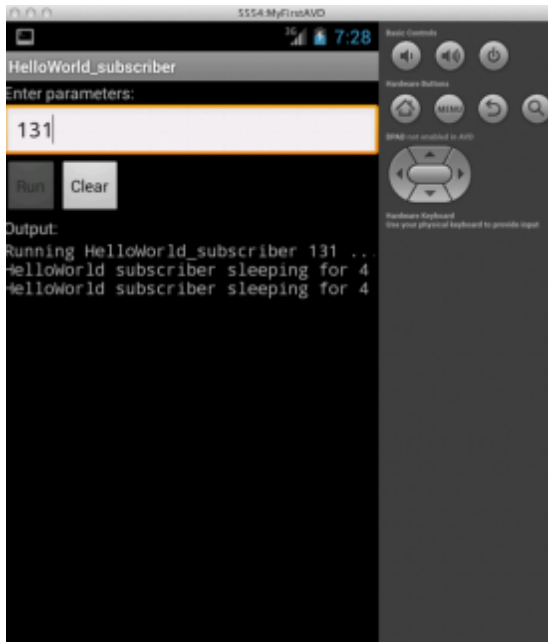 5554:MyFirstAVD
3G 7:28
HelloWorld_subscriber
Enter parameters:
131
Run Clear
Output:
Running HelloWorld_subscriber 131 ...
HelloWorld subscriber sleeping for 4
HelloWorld subscriber sleeping for 4
Basic Controls
Hardware Buttons
MENU
DPAD not enabled in AVD
Hardware Keyboard
Use your physical keyboard to provide input